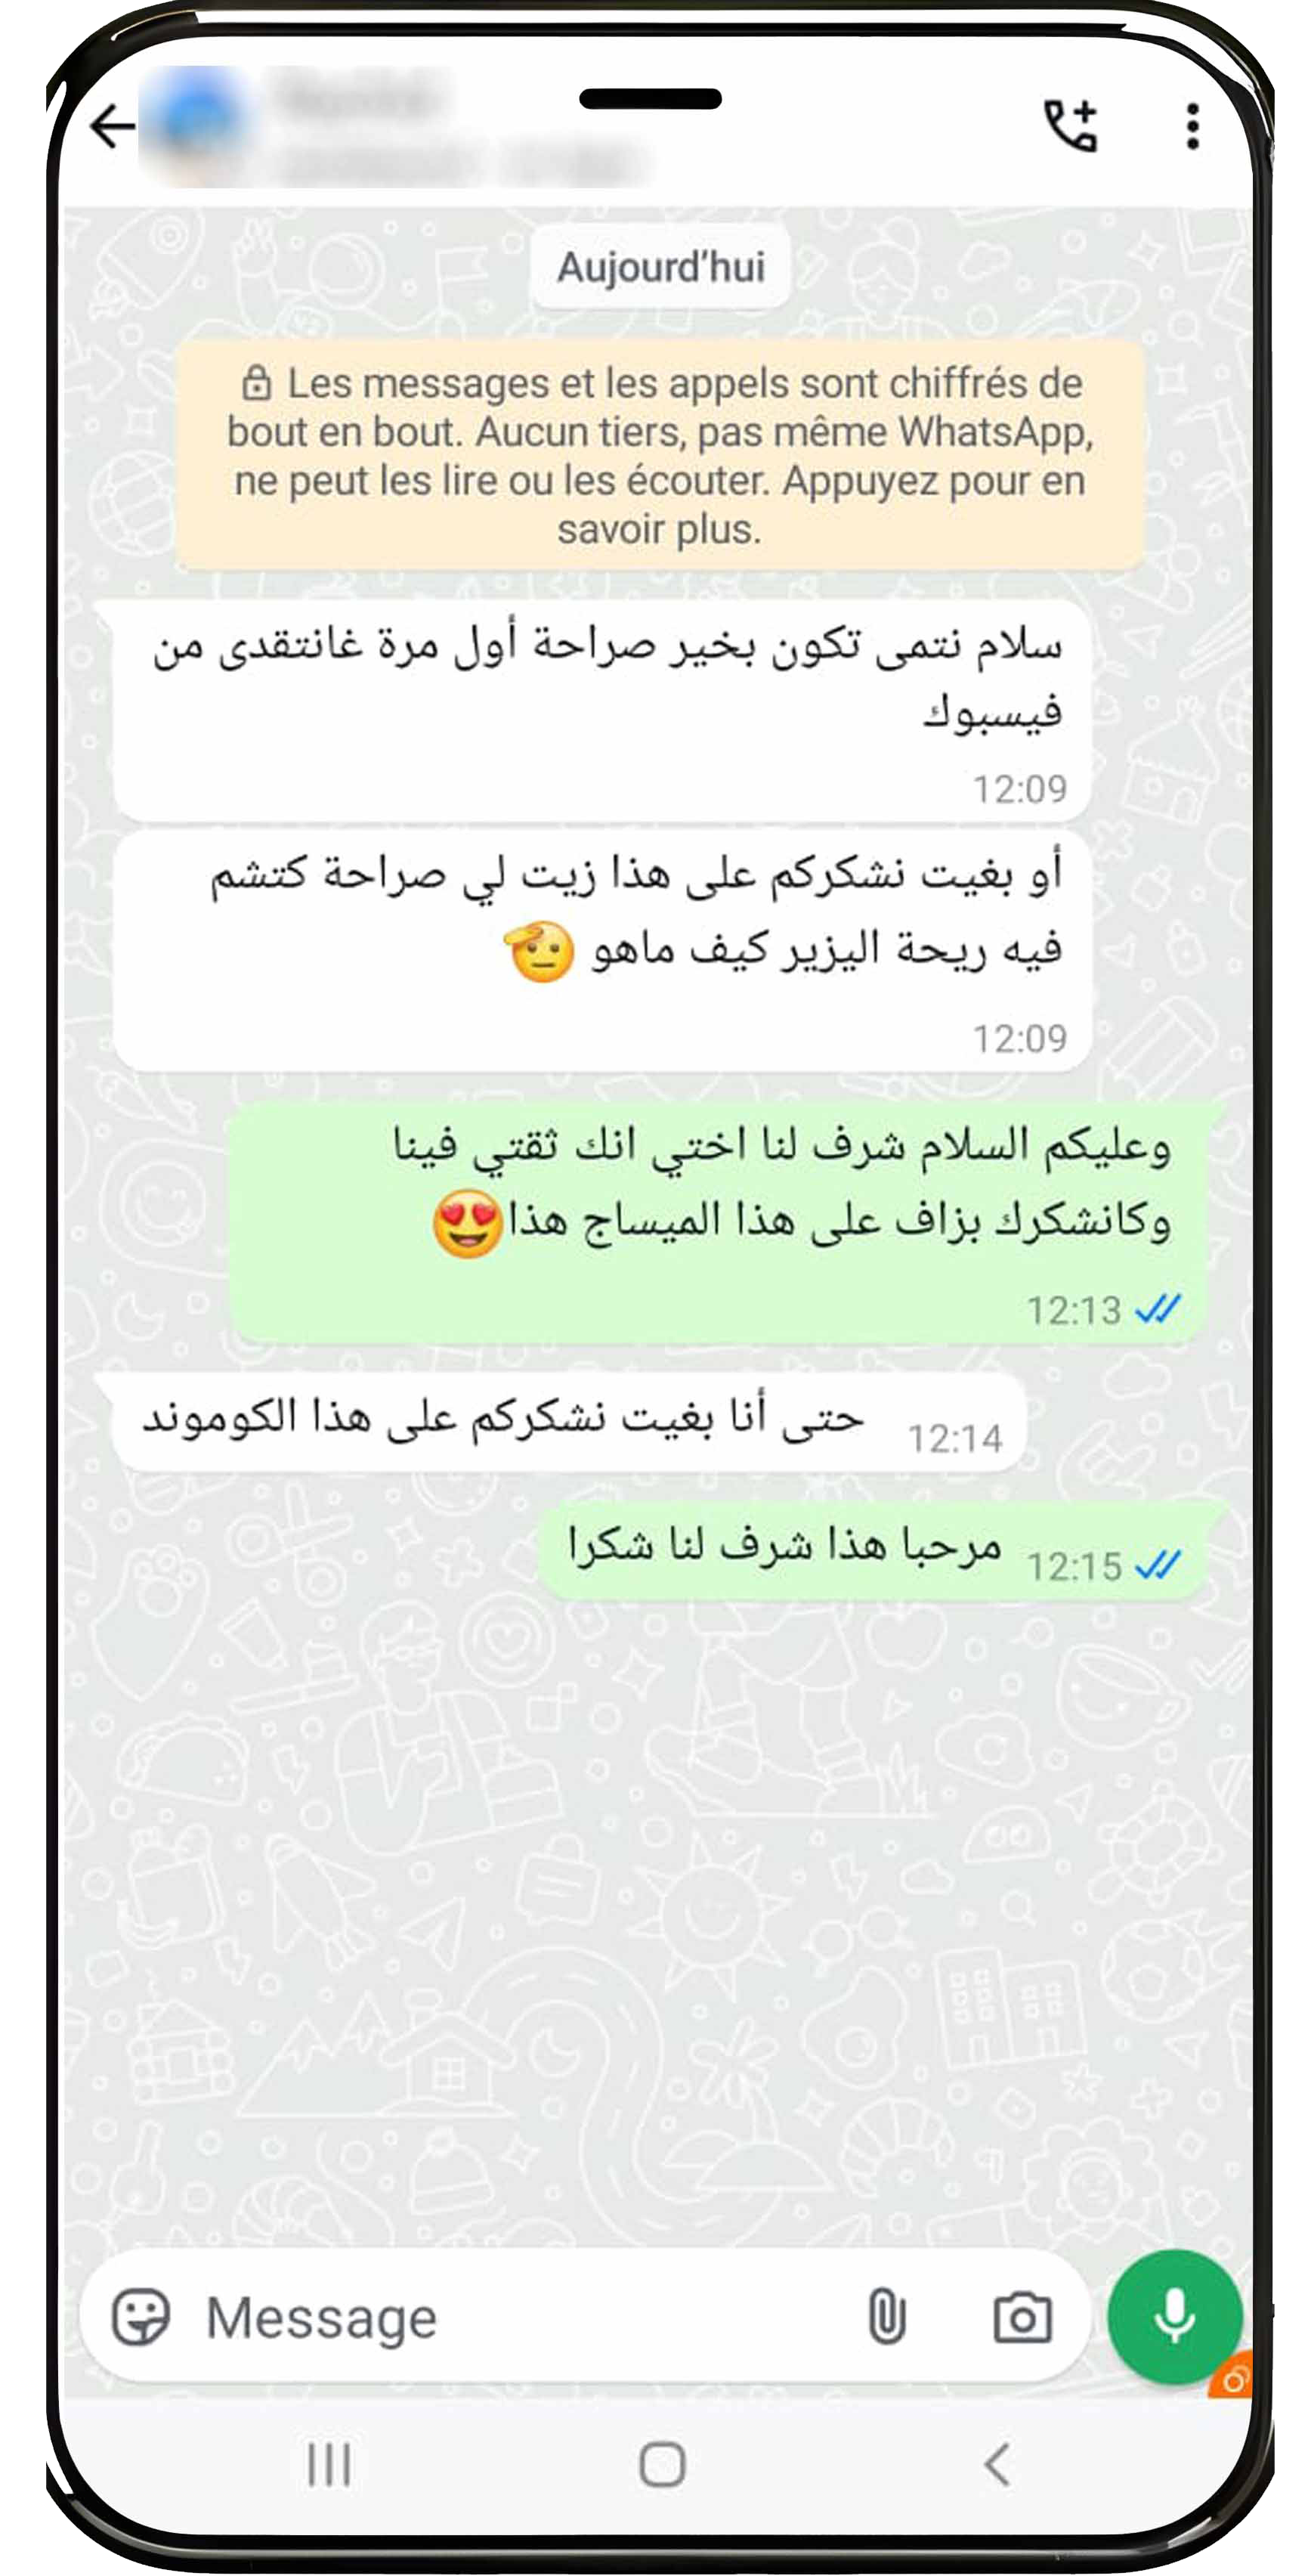 Aujourd'hui
Les messages et les appels sont chiffrés de
bout en bout. Aucun tiers, pas même WhatsApp,
ne peut les lire ou les écouter. Appuyez pour en
savoir plus.
سلام نتمى تكون بخير صراحة أول مرة غانتقدى من
فيسبوك
12:09
أو بغيت نشكركم على هذا زيت لي صراحة كتشم
فيه ريحة اليزير كيف ماهو 🫡
12:09
وعليكم السلام شرف لنا اختي انك ثقتي فينا
وكانشكرك بزاف على هذا الميساج هذا😍
12:13
حتى أنا بغيت نشكركم على هذا الكوموند 12:14
مرحبا هذا شرف لنا شكرا 12:15
Message